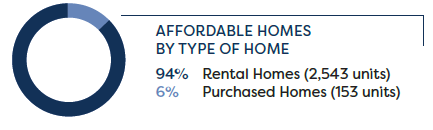 AFFORDABLE HOMES
BY TYPE OF HOME
94% Rental Homes (2,543 units)
6% Purchased Homes (153 units)